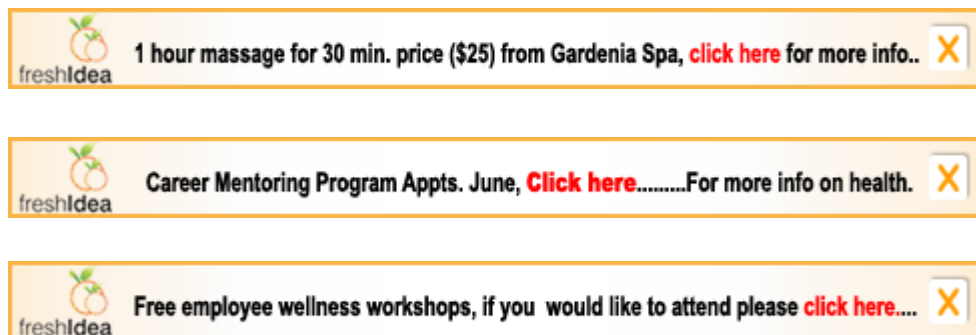 1 hour massage for 30 min. price ($25) from Gardenia Spa, click here for more info.. X
freshIdea
Career Mentoring Program Appts. June, Click here.........For more info on health. X
freshIdea
Free employee wellness workshops, if you would like to attend please click here.... X
freshIdea